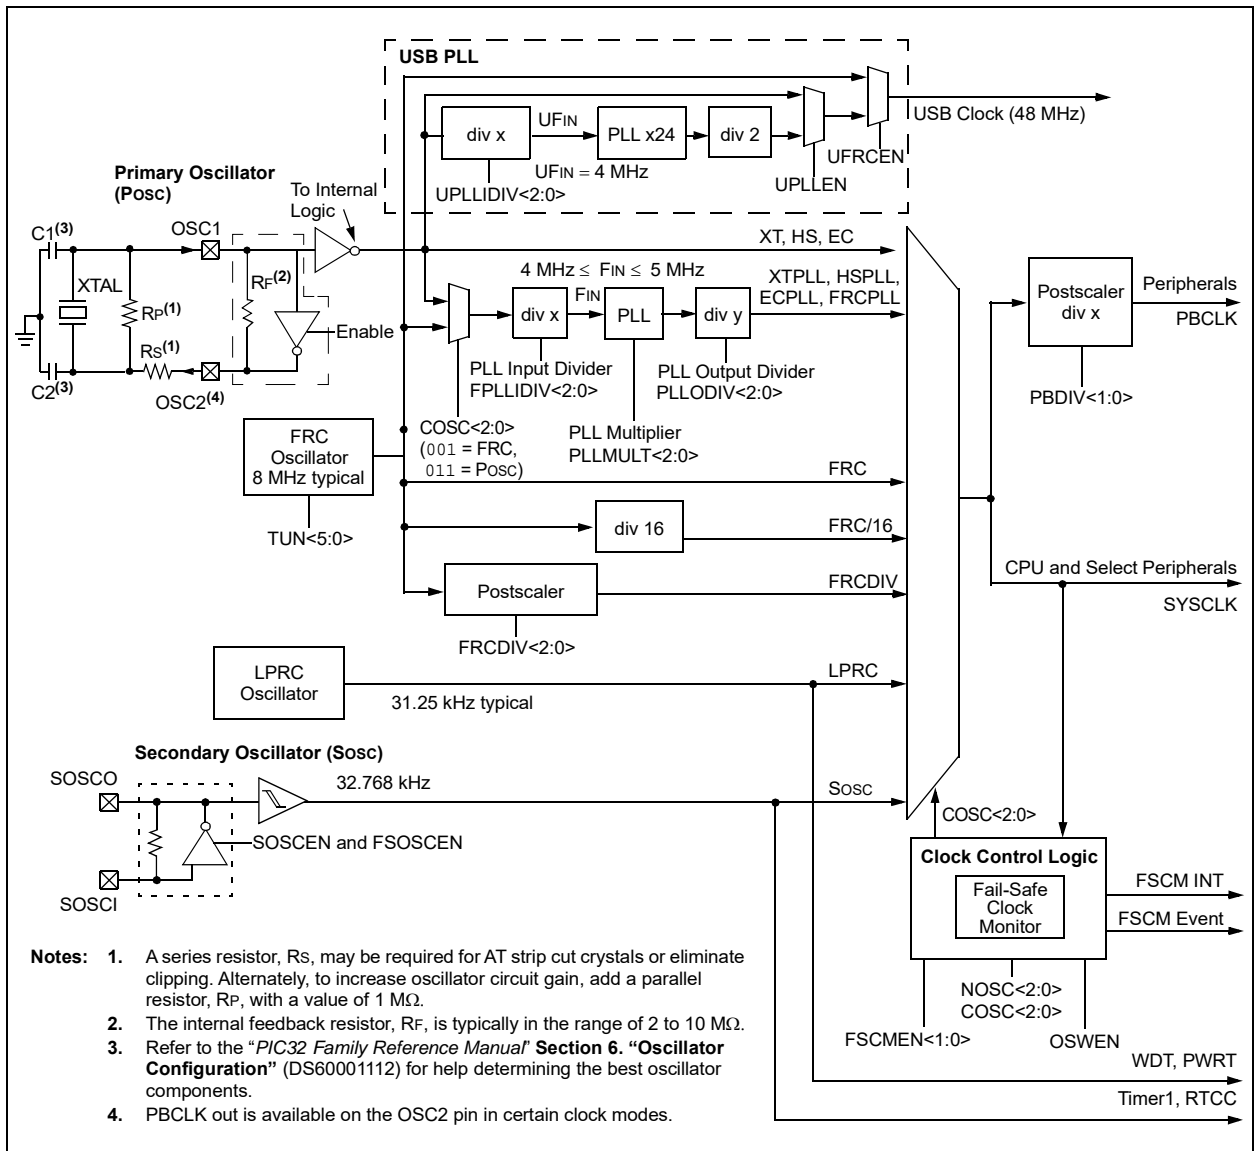 USB PLL
div x
UFIN
PLL x24
div 2
UFIN = 4 MHz
UPLLIDIV<2:0>
UPLLEN
UFRCEN
USB Clock (48 MHz)
Primary Oscillator
(POSC)
To Internal
Logic
C1(3)
OSC1
XTAL
RP(1)
RF(2)
Enable
RS(1)
C2(3)
OSC2(4)
XT, HS, EC
4 MHz ≤ FIN ≤ 5 MHz
FIN
div x
PLL
div y
XTPLL, HSPLL,
ECPLL, FRCPLL
PLL Input Divider
FPLLIDIV<2:0>
PLL Output Divider
PLLODIV<2:0>
COSC<2:0>
(001 = FRC,
011 = POSC)
PLL Multiplier
PLLMULT<2:0>
Postscaler
div x
Peripherals
PBCLK
PBDIV<1:0>
FRC
Oscillator
8 MHz typical
TUN<5:0>
FRC
div 16
FRC/16
Postscaler
FRCDIV
FRCDIV<2:0>
CPU and Select Peripherals
SYSCLK
LPRC
Oscillator
31.25 kHz typical
LPRC
Secondary Oscillator (SOSC)
SOSCO
32.768 kHz
SOSC
SOSCEN and FSOSCEN
SOSCI
COSC<2:0>
Clock Control Logic
Fail-Safe
Clock
Monitor
FSCM INT
FSCM Event
NOSC<2:0>
COSC<2:0>
FSCMEN<1:0>
OSWEN
WDT, PWRT
Timer1, RTCC
Notes: 1. A series resistor, RS, may be required for AT strip cut crystals or eliminate
clipping. Alternately, to increase oscillator circuit gain, add a parallel
resistor, RP, with a value of 1 MΩ.
2. The internal feedback resistor, RF, is typically in the range of 2 to 10 MΩ.
3. Refer to the “PIC32 Family Reference Manual” Section 6. “Oscillator
Configuration” (DS60001112) for help determining the best oscillator
components.
4. PBCLK out is available on the OSC2 pin in certain clock modes.